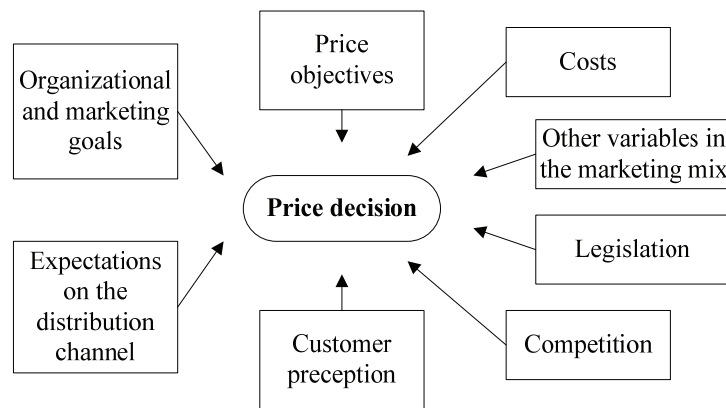 Price
objectives
Costs
Organizational
and marketing
goals
Other variables in
the marketing mix
Price decision
Legislation
Expectations
on the
distribution
channel
Customer
preception
Competition